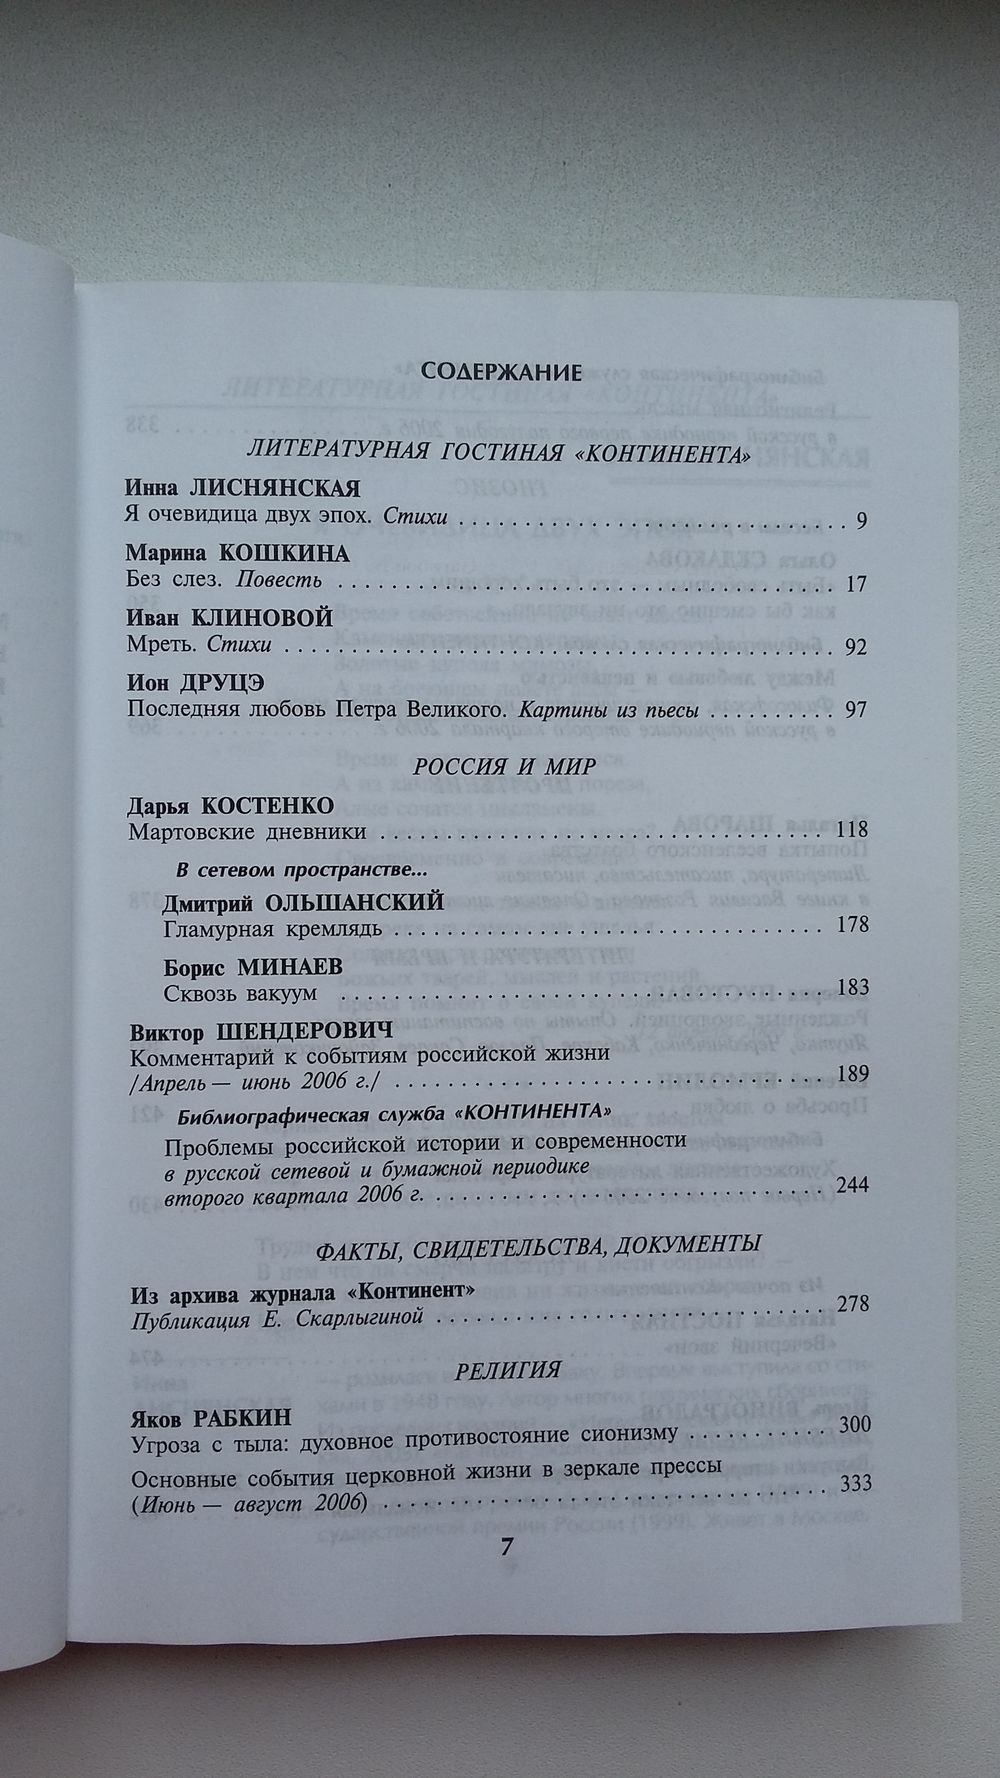 СОДЕРЖАНИЕ
ЛИТЕРАТУРНАЯ ГОСТИНАЯ «КОНТИНЕНТА»
Инна ЛИСНЯНСКАЯ
Я очевидица двух эпох. Стихи . . . . . . . . . . . . . . . . . . . . . . . . . . . . . . 9
Марина КОШКИНА
Без слез. Повесть . . . . . . . . . . . . . . . . . . . . . . . . . . . . . . . . . . . . . . 17
Иван КЛИНОВОЙ
Мреть. Стихи . . . . . . . . . . . . . . . . . . . . . . . . . . . . . . . . . . . . . . . . . . 92
Ион ДРУЦЭ
Последняя любовь Петра Великого. Картины из пьесы . . . . . . . . . . 97
РОССИЯ И МИР
Дарья КОСТЕНКО
Мартовские дневники . . . . . . . . . . . . . . . . . . . . . . . . . . . . . . . . . . 118
В сетевом пространстве...
Дмитрий ОЛЬШАНСКИЙ
Гламурная кремлядь . . . . . . . . . . . . . . . . . . . . . . . . . . . . . . . . . 178
Борис МИНАЕВ
Сквозь вакуум . . . . . . . . . . . . . . . . . . . . . . . . . . . . . . . . . . . . . 183
Виктор ШЕНДЕРОВИЧ
Комментарий к событиям российской жизни
/Апрель — июнь 2006 г./ . . . . . . . . . . . . . . . . . . . . . . . . . . . . . . . . 189
Библиографическая служба «КОНТИНЕНТА»
Проблемы российской истории и современности
в русской сетевой и бумажной периодике
второго квартала 2006 г. . . . . . . . . . . . . . . . . . . . . . . . . . . . . . 244
ФАКТЫ, СВИДЕТЕЛЬСТВА, ДОКУМЕНТЫ
Из архива журнала «Континент»
Публикация Е. Скарлыгиной . . . . . . . . . . . . . . . . . . . . . . . . . . . . . 278
РЕЛИГИЯ
Яков РАБКИН
Угроза с тыла: духовное противостояние сионизму . . . . . . . . . . . 300
Основные события церковной жизни в зеркале прессы
(Июнь — август 2006) . . . . . . . . . . . . . . . . . . . . . . . . . . . . . . . . . 333
7